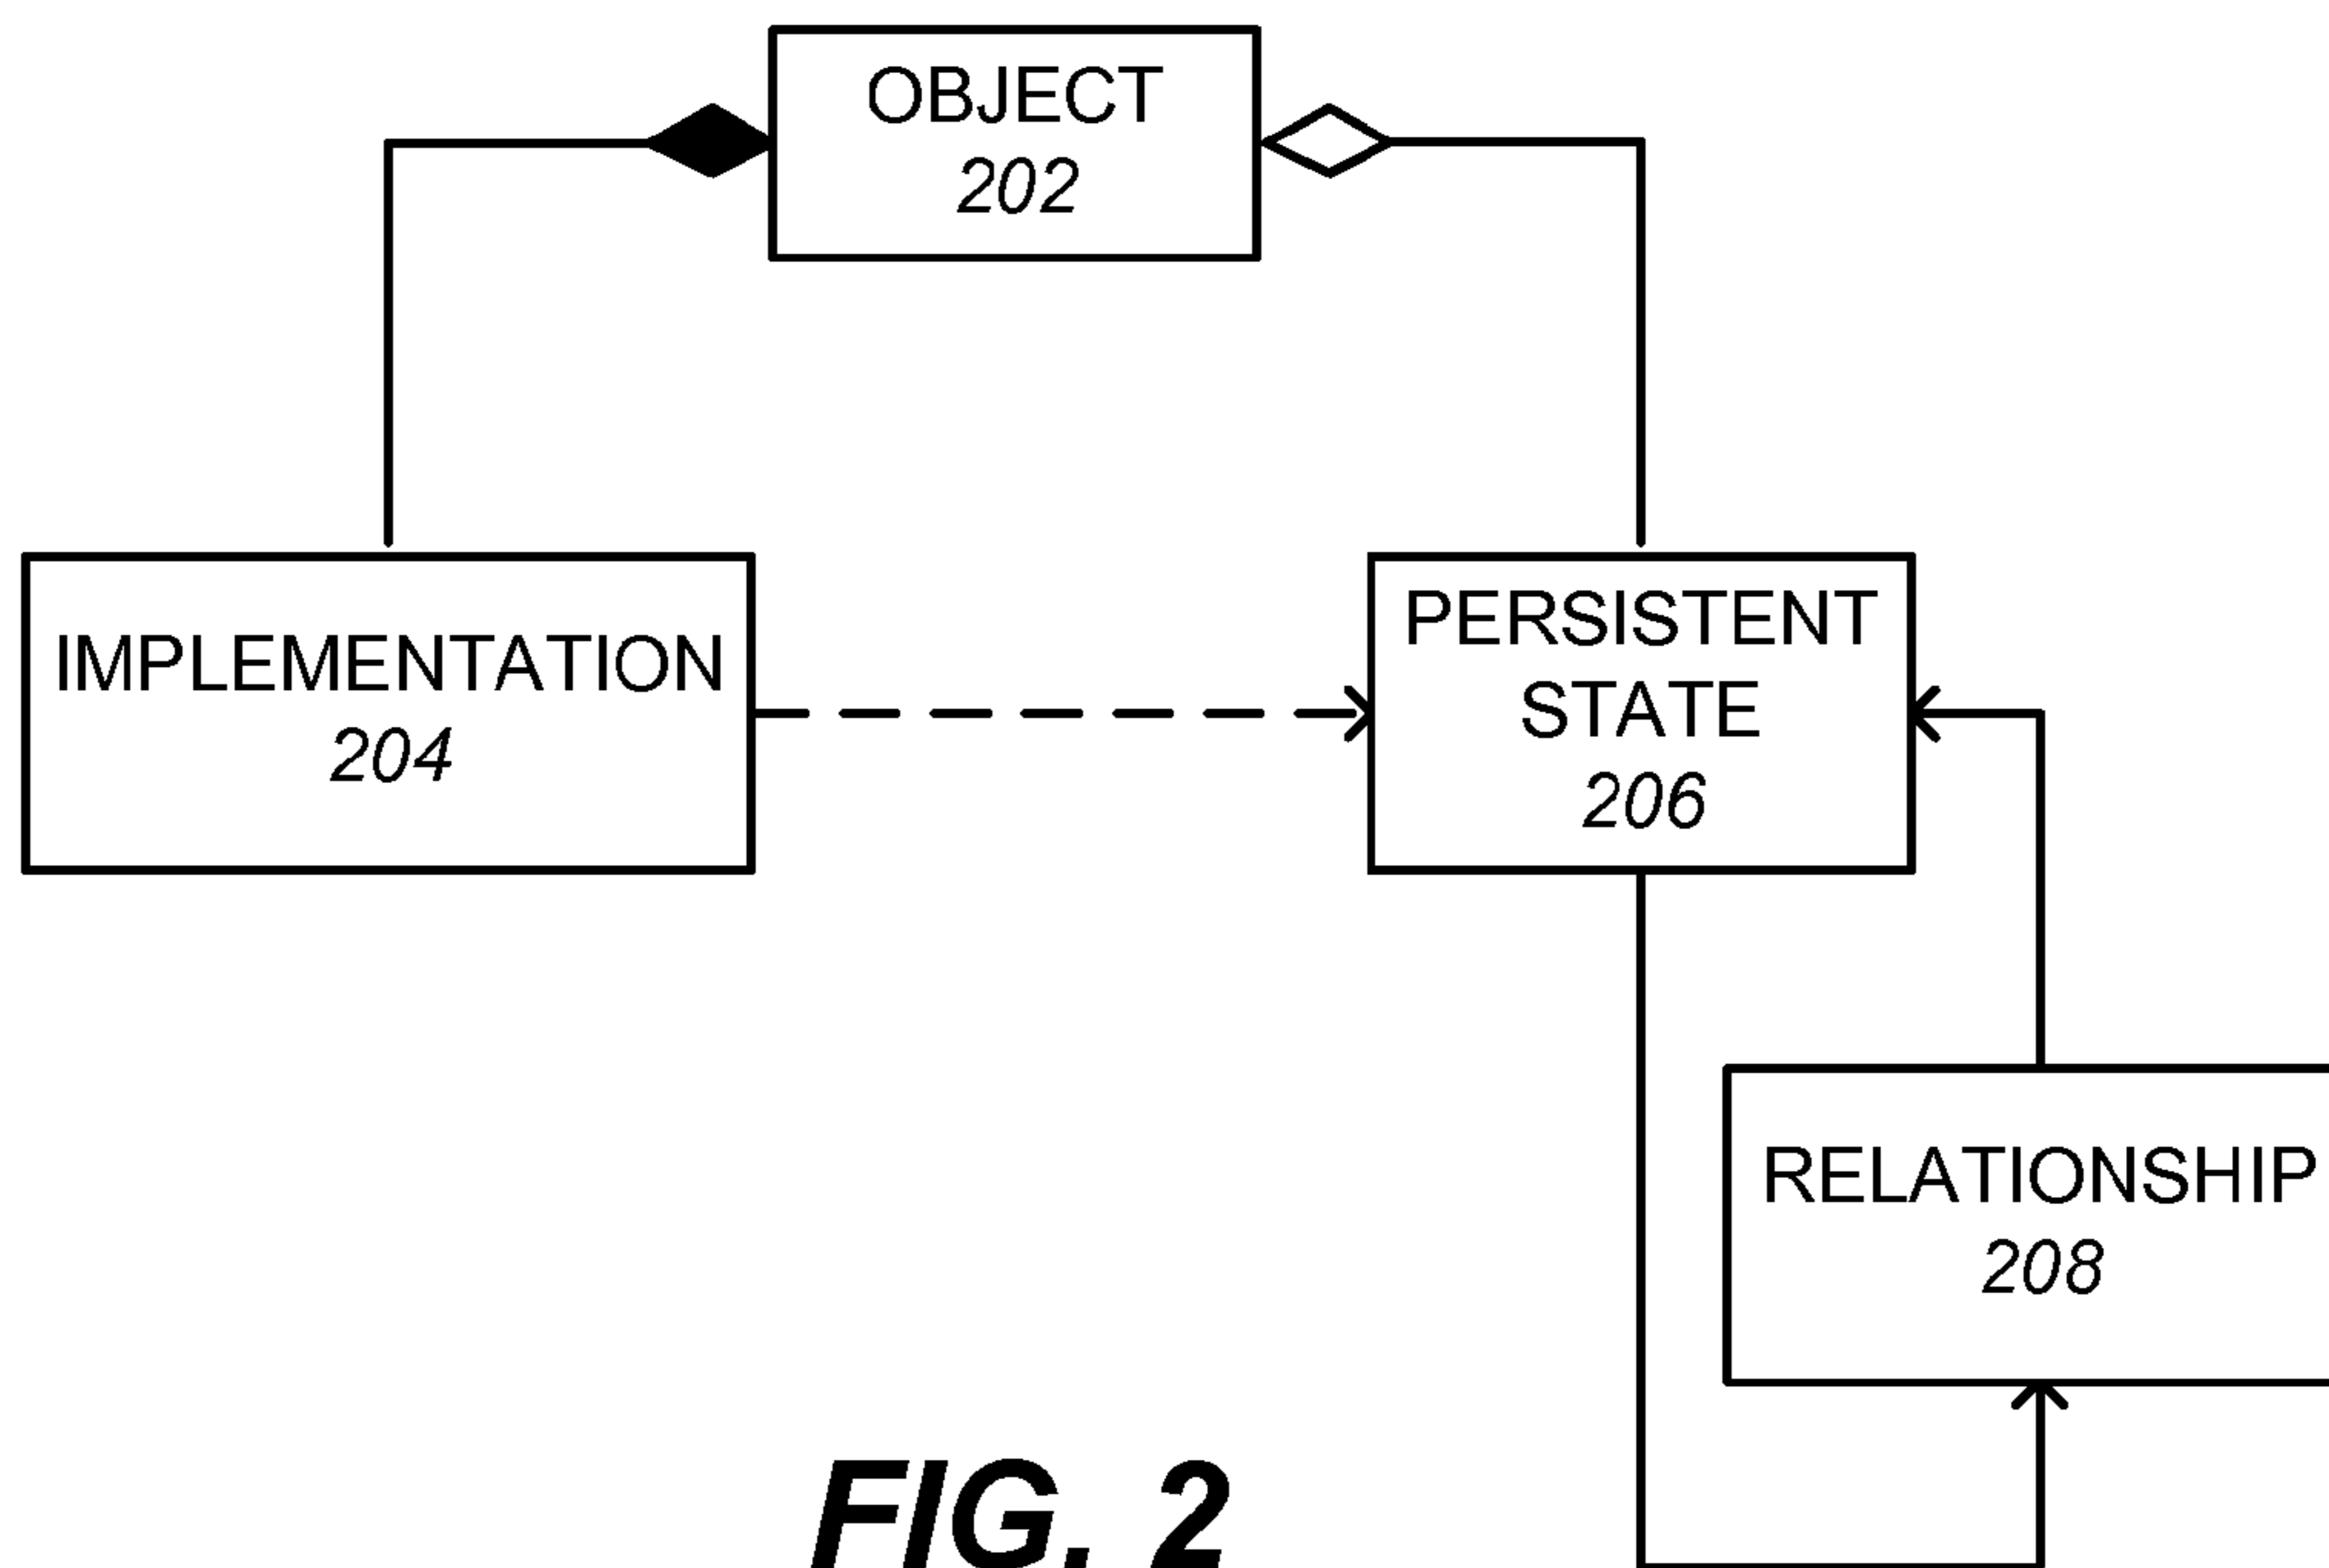 OBJECT
202
IMPLEMENTATION
204
PERSISTENT
STATE
206
RELATIONSHIP
208
FIG. 2